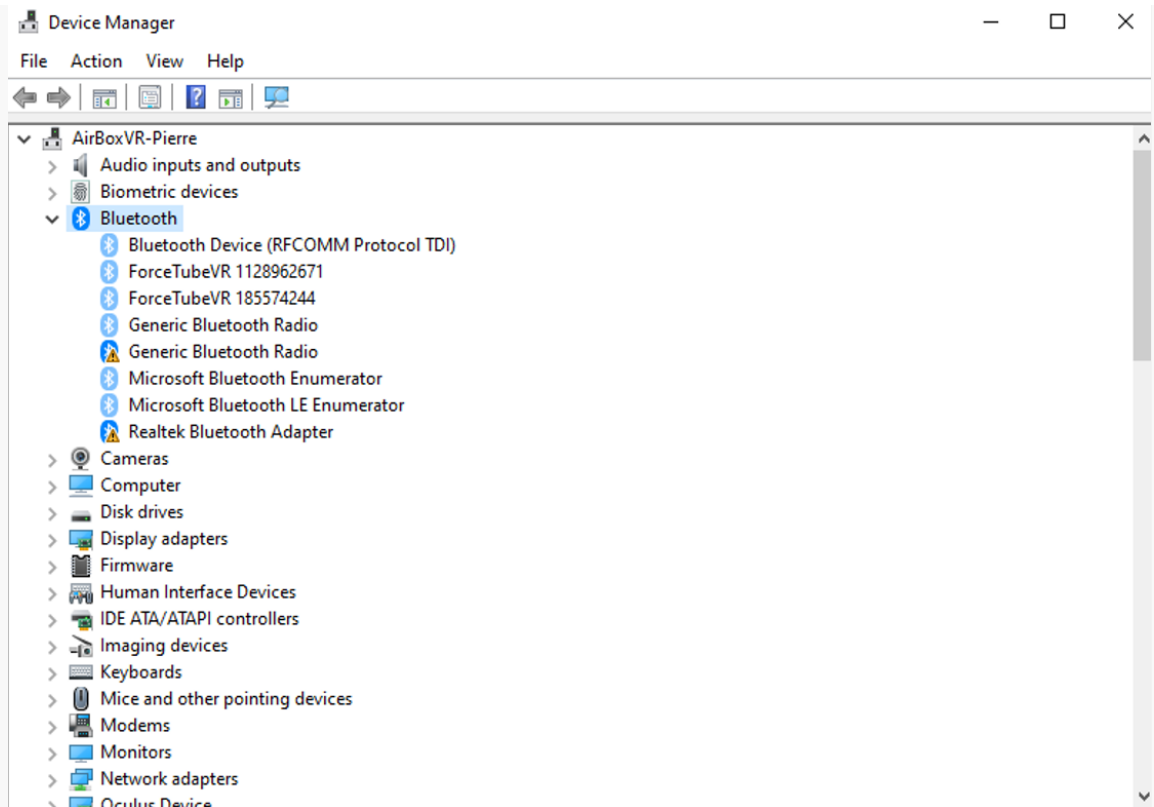 Device Manager
File Action View Help
AirBoxVR-Pierre
Audio inputs and outputs
Biometric devices
Bluetooth
Bluetooth Device (RFCOMM Protocol TDI)
ForceTubeVR 1128962671
ForceTubeVR 185574244
Generic Bluetooth Radio
Generic Bluetooth Radio
Microsoft Bluetooth Enumerator
Microsoft Bluetooth LE Enumerator
Realtek Bluetooth Adapter
Cameras
Computer
Disk drives
Display adapters
Firmware
Human Interface Devices
IDE ATA/ATAPI controllers
Imaging devices
Keyboards
Mice and other pointing devices
Modems
Monitors
Network adapters
Oculus Device